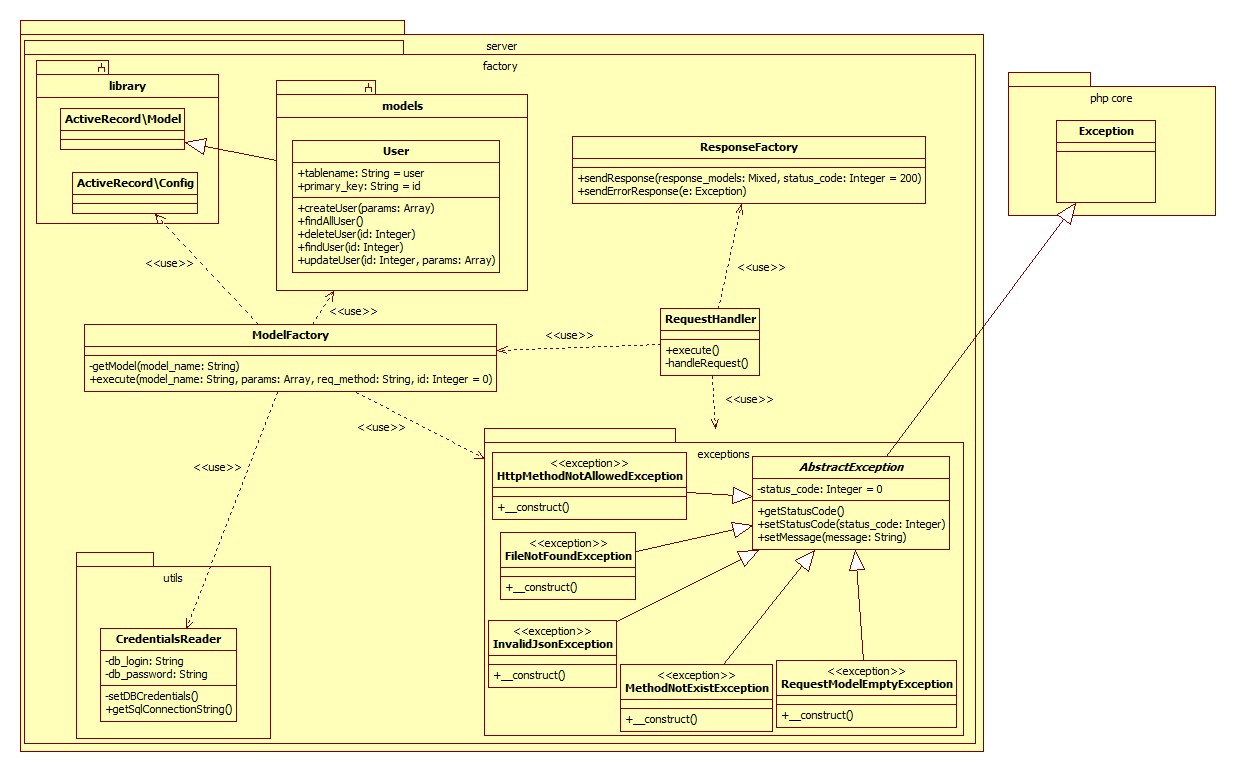 server
factory
library
ActiveRecord\Model
ActiveRecord\Config
models
User
+tablename: String = user
+primary_key: String = id
+createUser(params: Array)
+findAllUser()
+deleteUser(id: Integer)
+findUser(id: Integer)
+updateUser(id: Integer, params: Array)
ResponseFactory
+sendResponse(response_models: Mixed, status_code: Integer = 200)
+sendErrorResponse(e: Exception)
php core
Exception
<<use>>
<<use>>
<<use>>
<<use>>
ModelFactory
-getModel(model_name: String)
+execute(model_name: String, params: Array, req_method: String, id: Integer = 0)
RequestHandler
+execute()
-handleRequest()
<<use>>
<<use>>
<<use>>
exceptions
<<exception>>
HttpMethodNotAllowedException
+__construct()
AbstractException
-status_code: Integer = 0
+getStatusCode()
+setStatusCode(status_code: Integer)
+setMessage(message: String)
<<exception>>
FileNotFoundException
+__construct()
<<exception>>
InvalidJsonException
+__construct()
<<exception>>
MethodNotExistException
+__construct()
<<exception>>
RequestModelEmptyException
+__construct()
utils
CredentialsReader
-db_login: String
-db_password: String
-setDBCredentials()
+getSqlConnectionString()